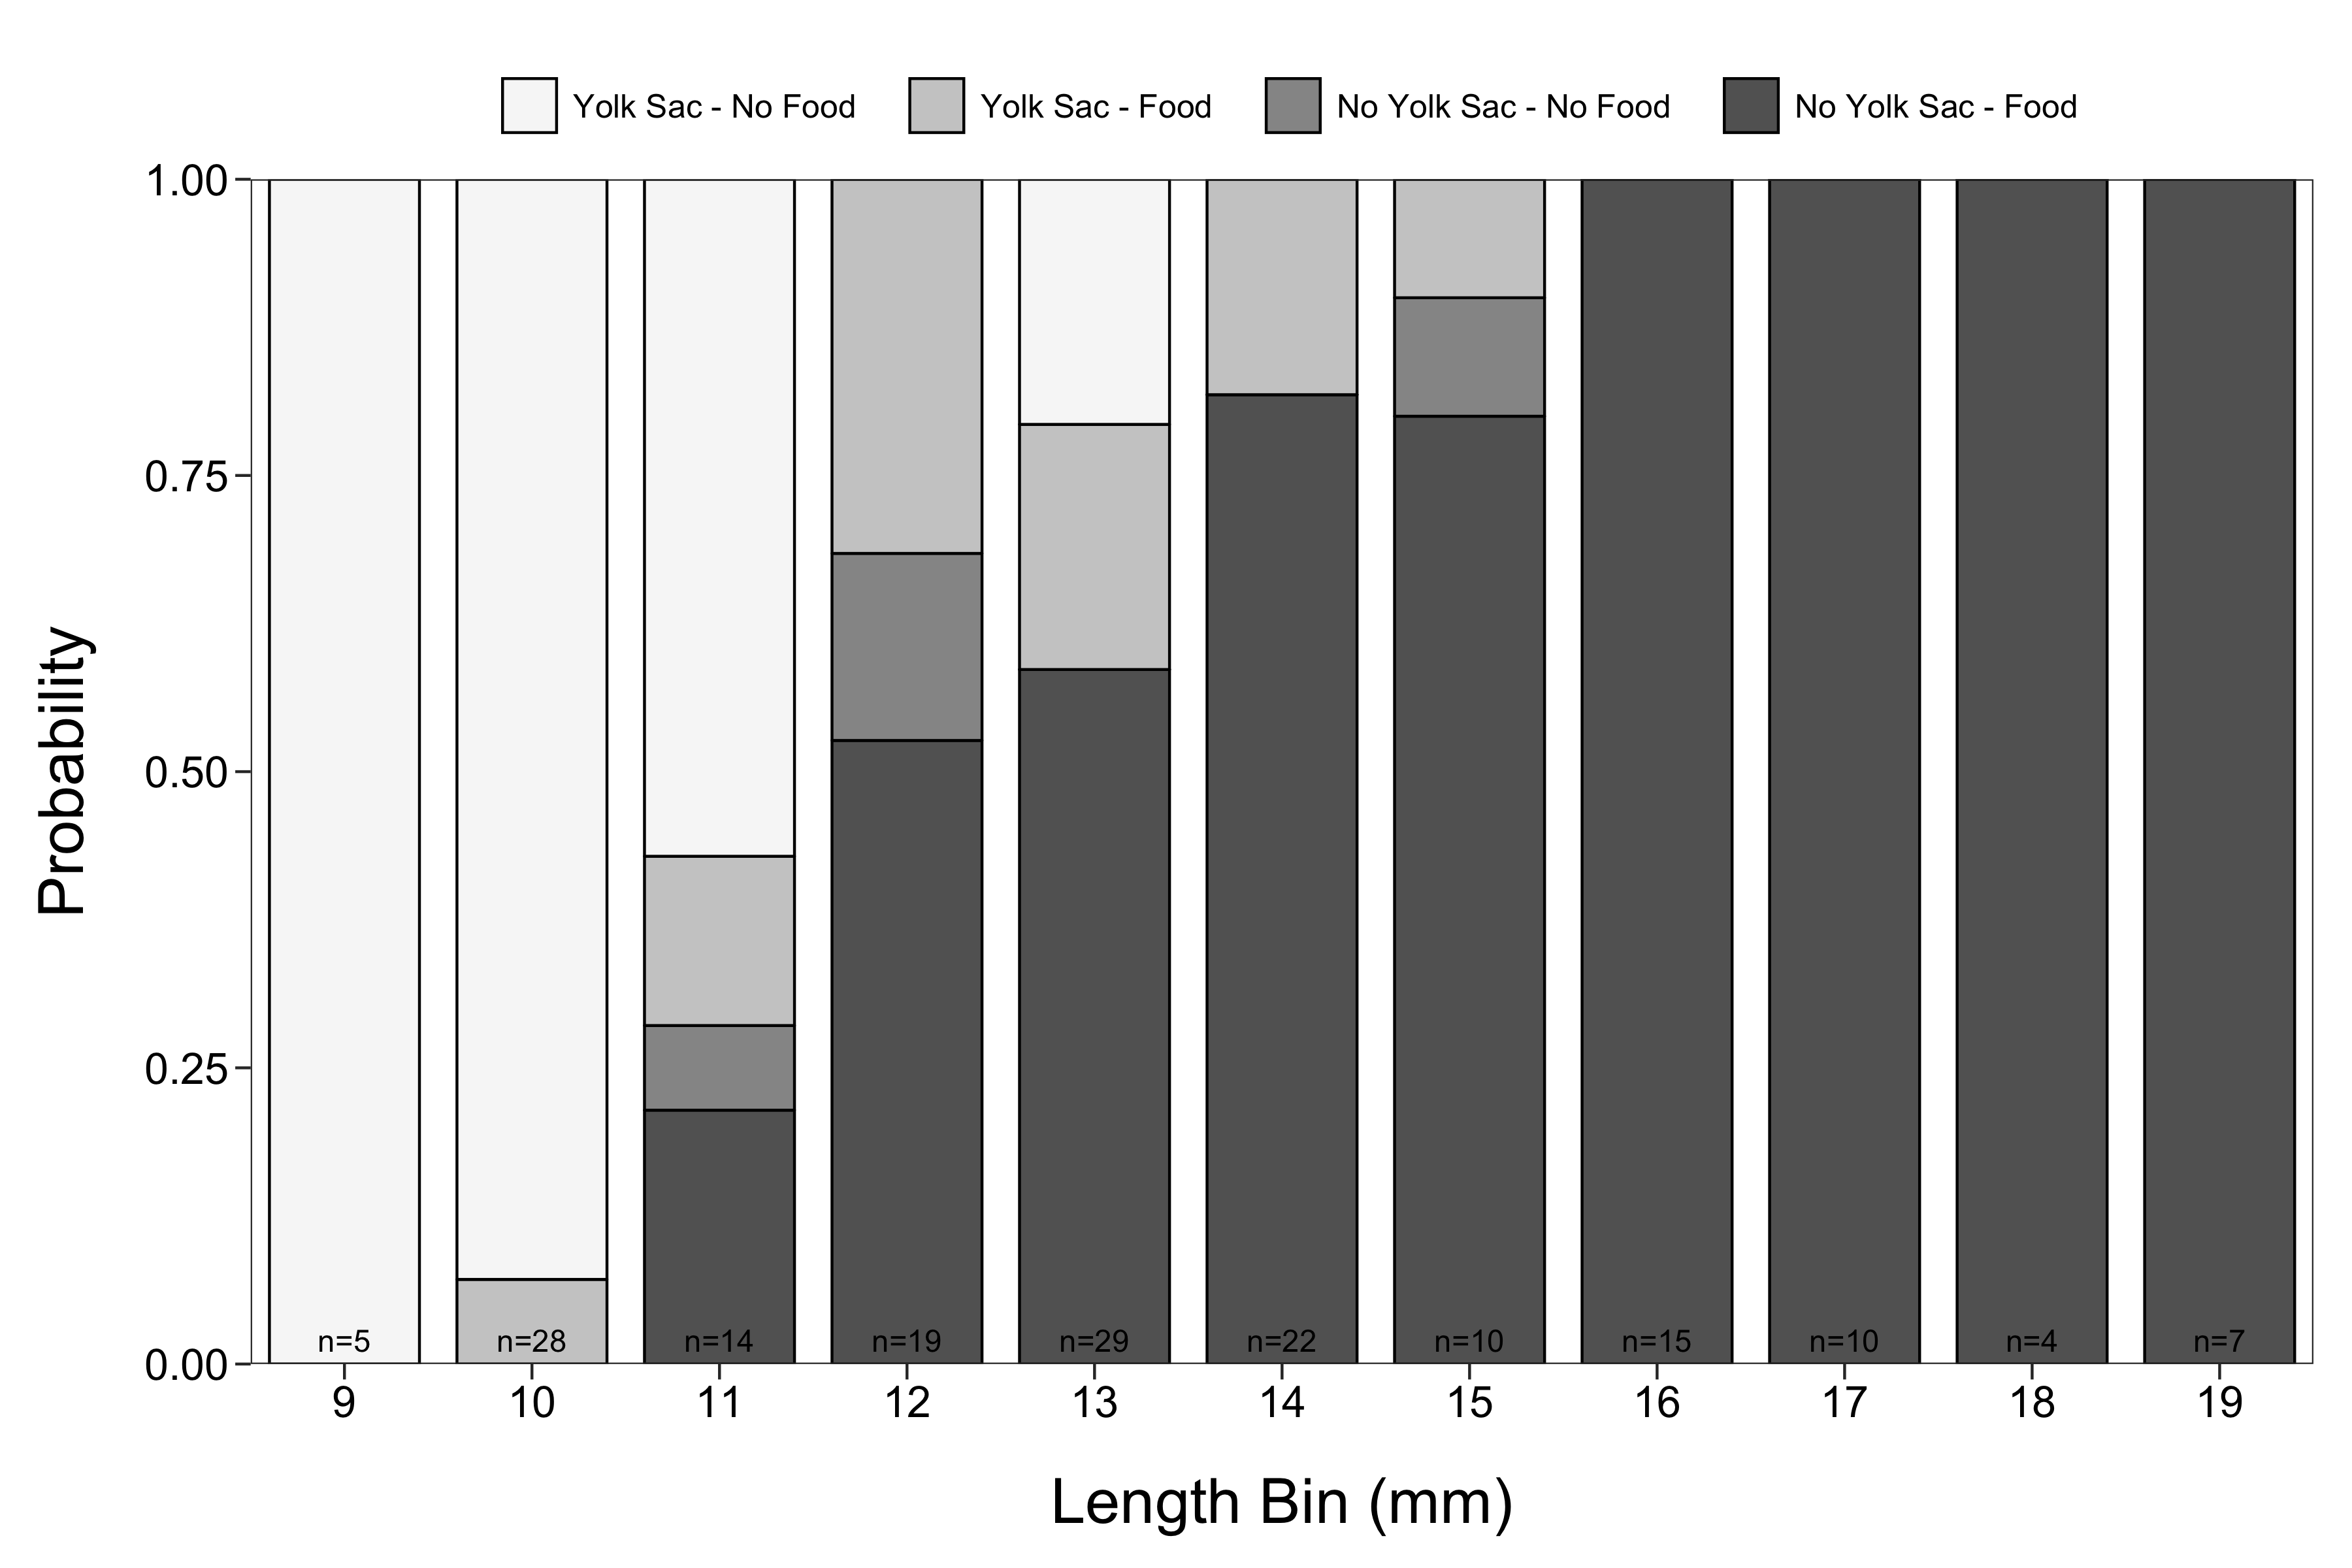 Yolk Sac - No Food Yolk Sac - Food No Yolk Sac - No Food No Yolk Sac - Food
1.00
0.75
0.50
0.25
0.00
Probability
n=5 n=28 n=14 n=19 n=29 n=22 n=10 n=15 n=10 n=4 n=7
9 10 11 12 13 14 15 16 17 18 19
Length Bin (mm)